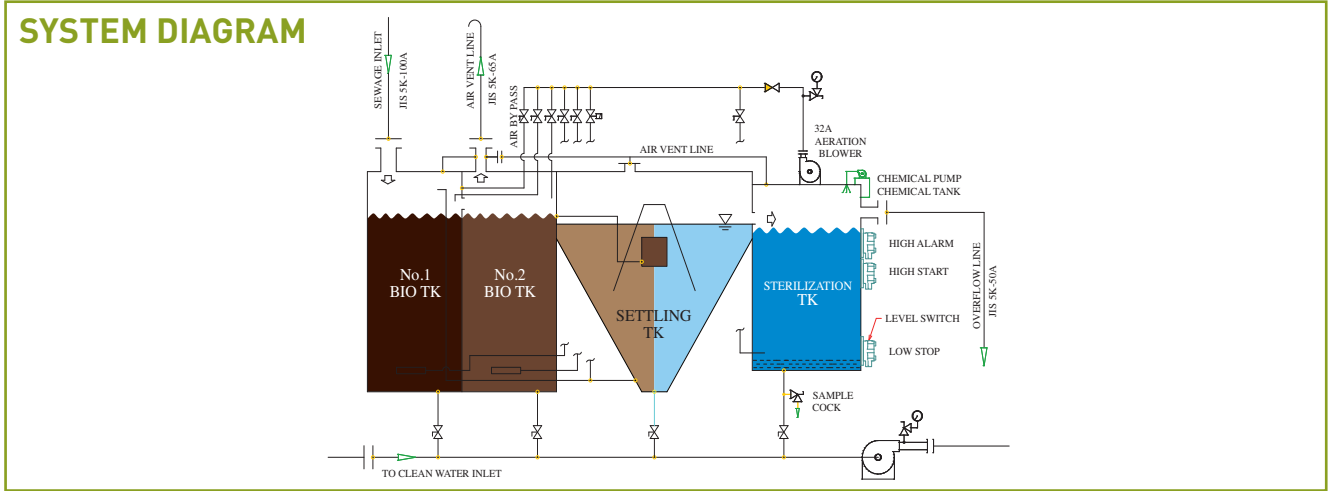 SYSTEM DIAGRAM
SEWAGE INLET
JIS 5K-100A
AIR VENT LINE
JIS 5K-65A
AIR BY PASS
AIR VENT LINE
32A
AERATION
BLOWER
CHEMICAL PUMP
CHEMICAL TANK
HIGH ALARM
HIGH START
LEVEL SWITCH
LOW STOP
OVERFLOW LINE
JIS 5K-50A
No.1
BIO TK
No.2
BIO TK
SETTLING
TK
STERILIZATION
TK
SAMPLE
COCK
TO CLEAN WATER INLET